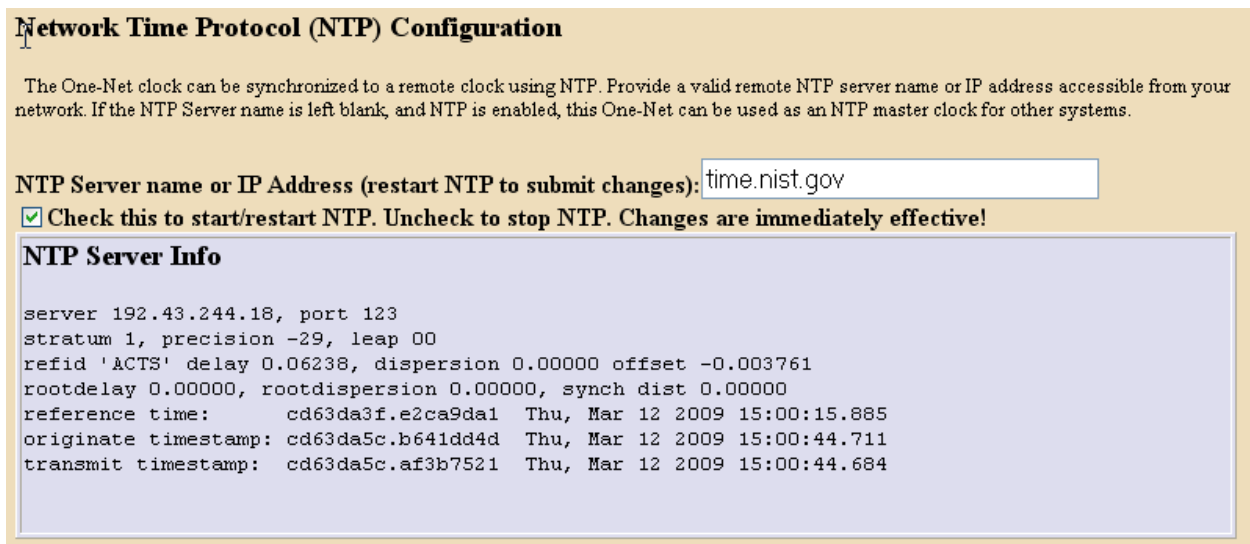 Network Time Protocol (NTP) Configuration
The One-Net clock can be synchronized to a remote clock using NTP. Provide a valid remote NTP server name or IP address accessible from your
network. If the NTP Server name is left blank, and NTP is enabled, this One-Net can be used as an NTP master clock for other systems.
NTP Server name or IP Address (restart NTP to submit changes): time.nist.gov
Check this to start/restart NTP. Uncheck to stop NTP. Changes are immediately effective!
NTP Server Info
server 192.43.244.18, port 123
stratum 1, precision -29, leap 00
refid 'ACTS' delay 0.06238, dispersion 0.00000 offset -0.003761
rootdelay 0.00000, rootdispersion 0.00000, synch dist 0.00000
reference time: cd63da3f.e2ca9da1 Thu, Mar 12 2009 15:00:15.885
originate timestamp: cd63da5c.b641dd4d Thu, Mar 12 2009 15:00:44.711
transmit timestamp: cd63da5c.af3b7521 Thu, Mar 12 2009 15:00:44.684